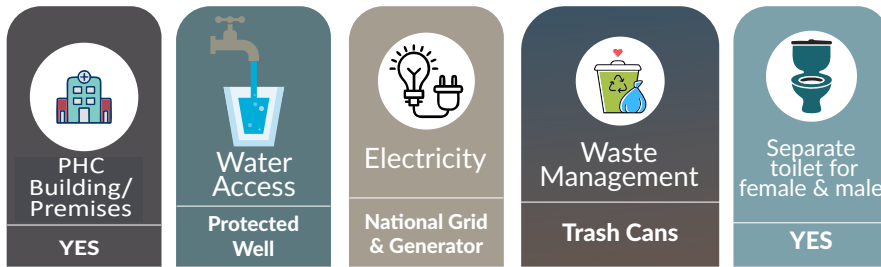 PHC
Building/
Premises
YES
Water
Access
Protected
Well
Electricity
National Grid
& Generator
Waste
Management
Trash Cans
Separate
toilet for
female & male
YES